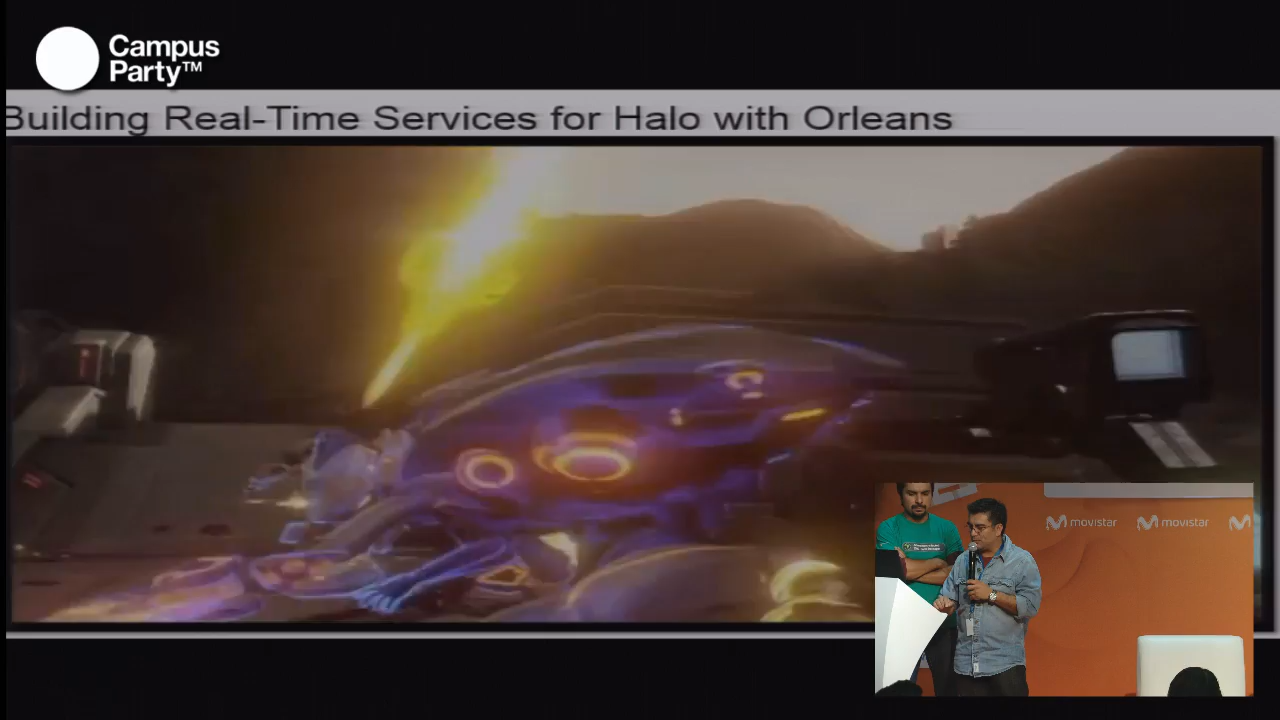 Campus
Party™
Building Real-Time Services for Halo with Orleans
movistar
movistar